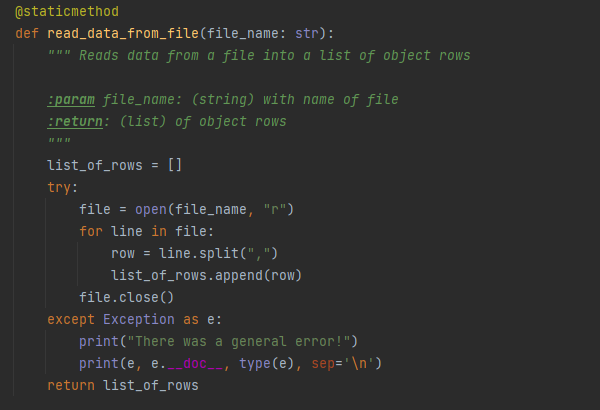 @staticmethod
def read_data_from_file(file_name: str):
    """ Reads data from a file into a list of object rows

    :param file_name: (string) with name of file
    :return: (list) of object rows
    """
    list_of_rows = []
    try:
        file = open(file_name, "r")
        for line in file:
            row = line.split(",")
            list_of_rows.append(row)
        file.close()
    except Exception as e:
        print("There was a general error!")
        print(e, e.__doc__, type(e), sep='\n')
    return list_of_rows